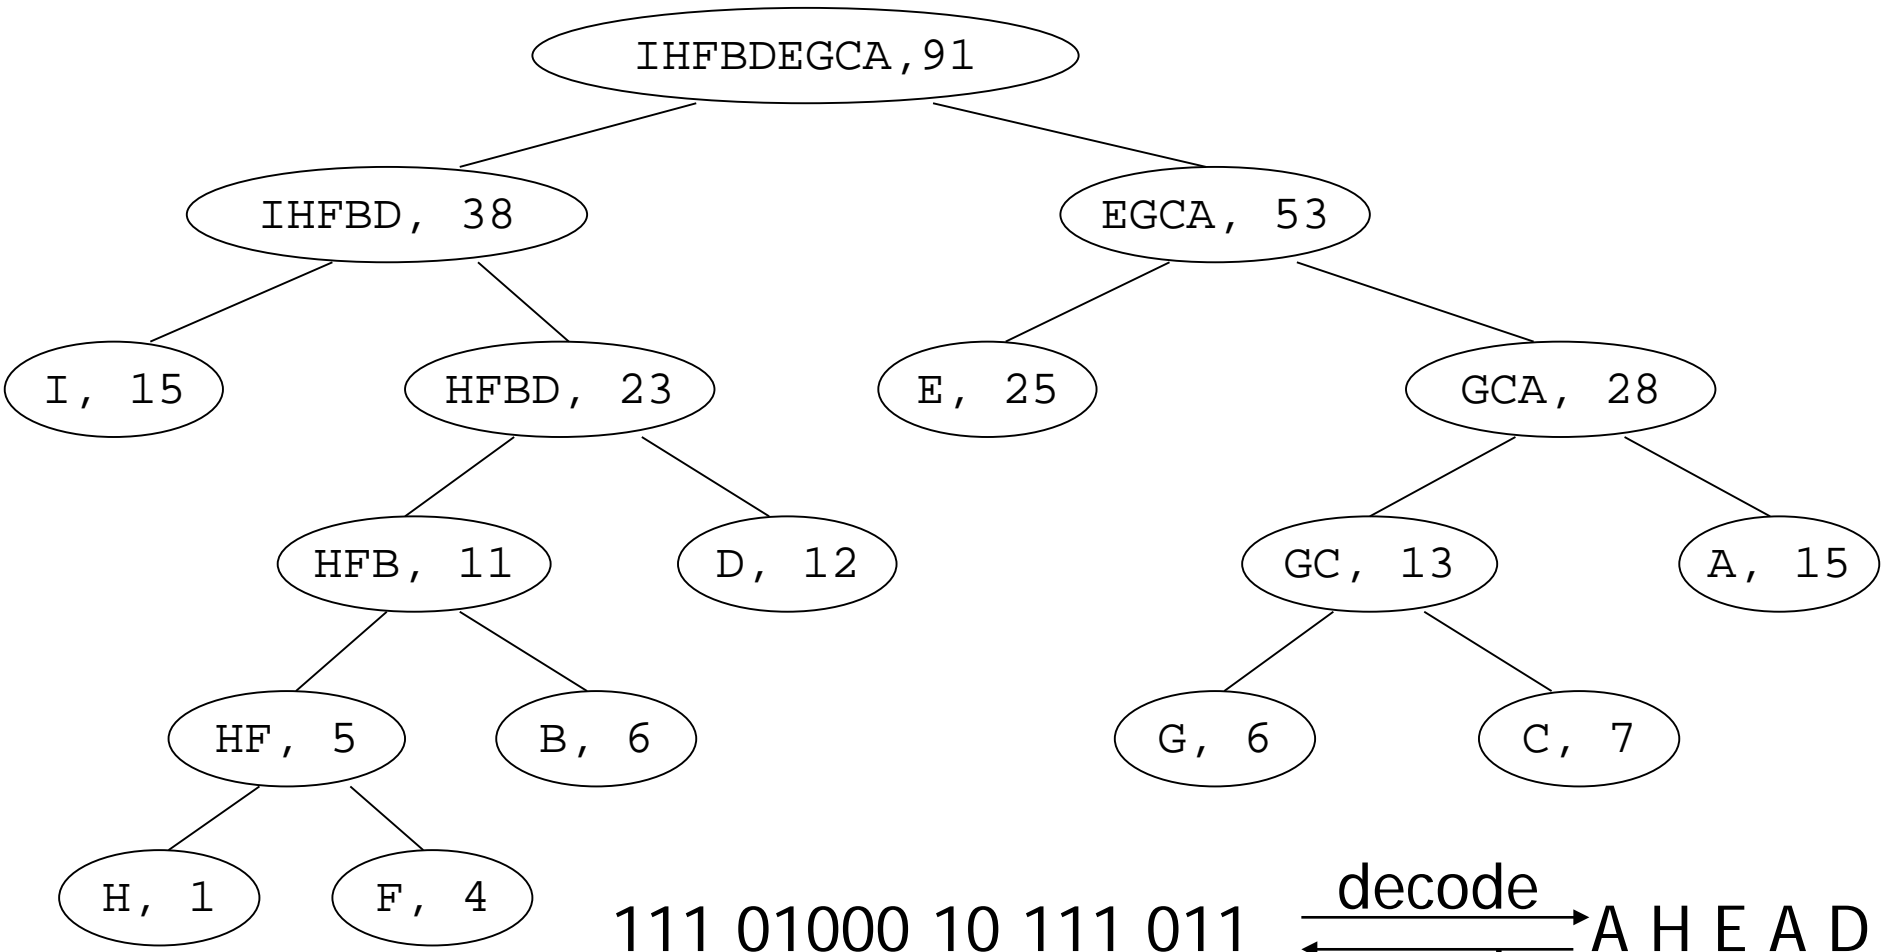 IHFBDEGCA,91
IHFBD, 38
EGCA, 53
I, 15
HFBD, 23
E, 25
GCA, 28
HFB, 11
D, 12
GC, 13
A, 15
HF, 5
B, 6
G, 6
C, 7
H, 1
F, 4
decode
111 01000 10 111 011
A H E A D